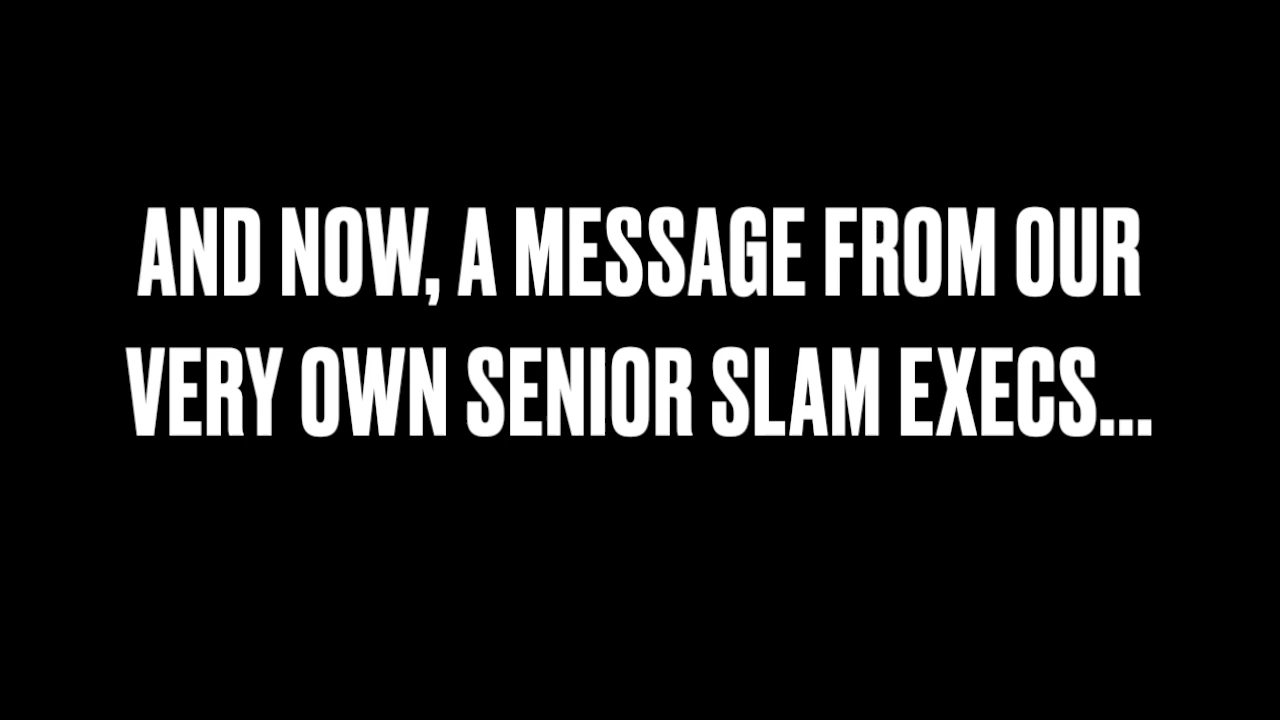 AND NOW, A MESSAGE FROM OUR
VERY OWN SENIOR SLAM EXECS...